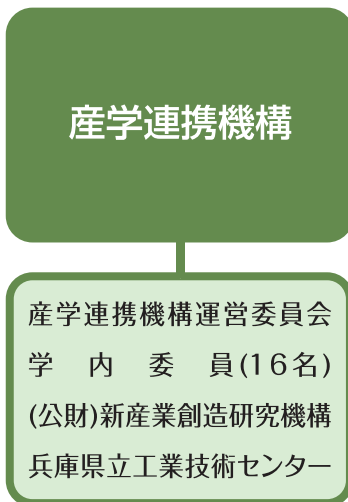 産学連携機構
産学連携機構運営委員会
学内委員(16名)
(公財)新産業創造研究機構
兵庫県立工業技術センター